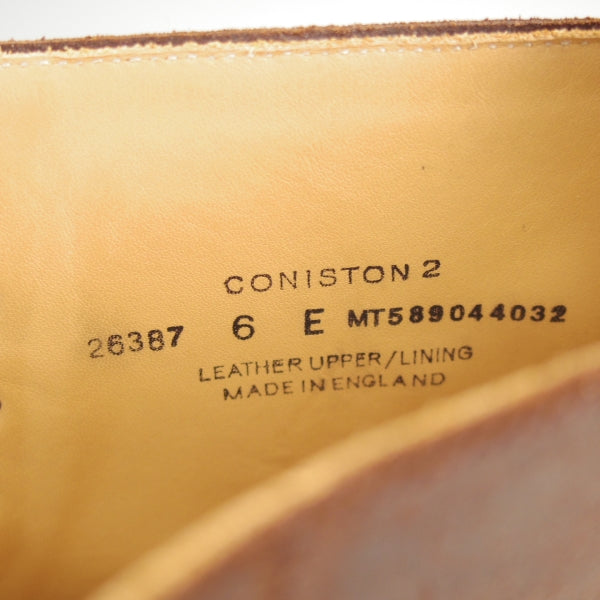 CONISTON 2
26387 6 E MT589044032
LEATHER UPPER/LINING
MADE IN ENGLAND